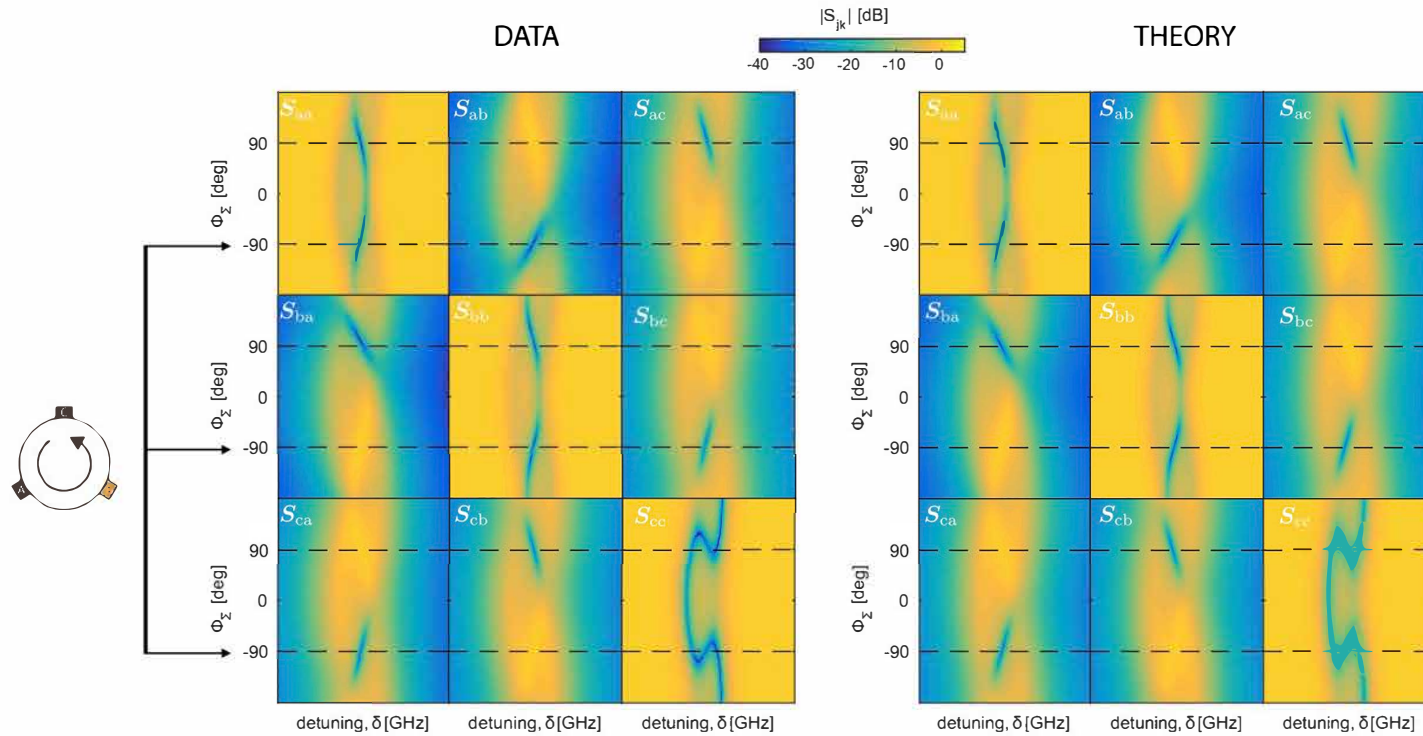 |S_jk| [dB]
DATA
THEORY
-40 -30 -20 -10 0
S_aa S_ab S_ac
90
0
-90
Φ_Σ [deg]
S_ba S_bb S_bc
90
0
-90
Φ_Σ [deg]
S_ca S_cb S_cc
90
0
-90
Φ_Σ [deg]
detuning, δ [GHz] detuning, δ [GHz] detuning, δ [GHz]
S_aa S_ab S_ac
90
0
-90
Φ_Σ [deg]
S_ba S_bb S_bc
90
0
-90
Φ_Σ [deg]
S_ca S_cb S_cc
90
0
-90
Φ_Σ [deg]
detuning, δ [GHz] detuning, δ [GHz] detuning, δ [GHz]
C
A